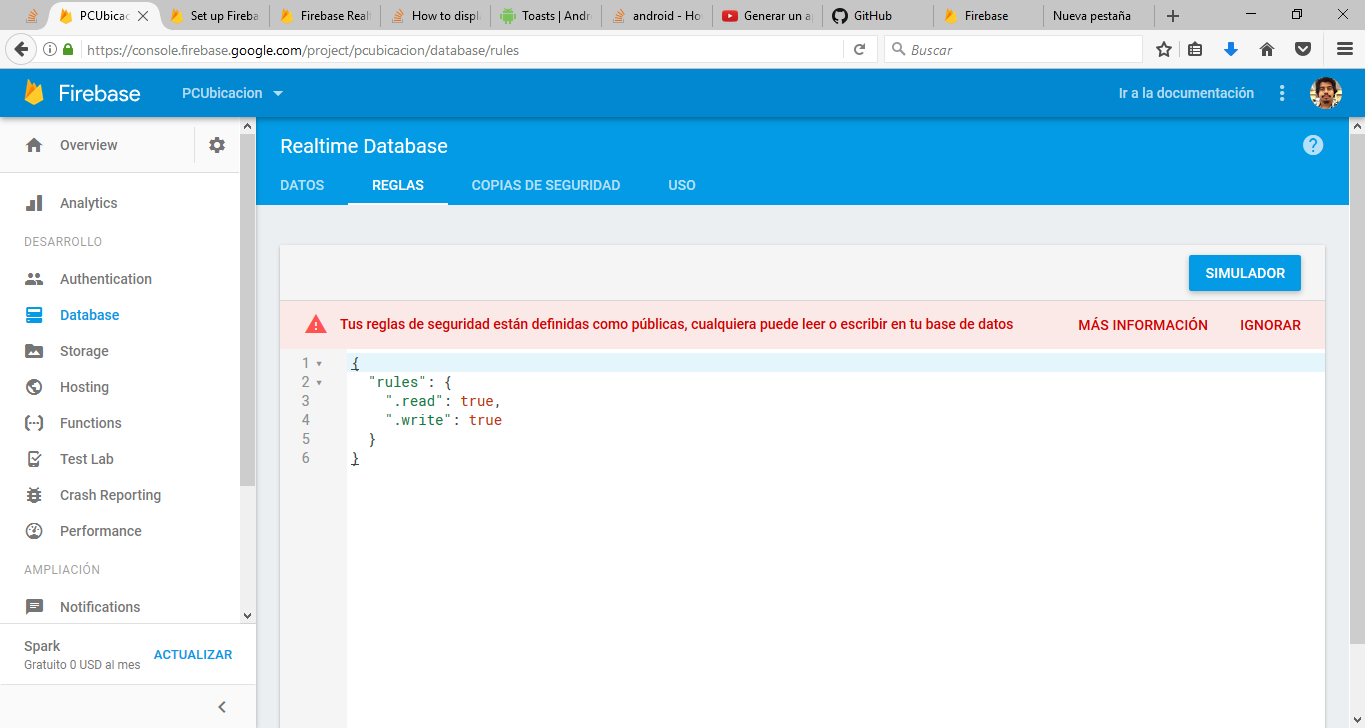 PCUbicac
Set up Fireba
Firebase Real
How to displ
Toasts | Andr
android - Ho
Generar un a
GitHub
Firebase
Nueva pestaña
https://console.firebase.google.com/project/pcubicacion/database/rules
Buscar
Firebase
PCUbicacion
Ir a la documentación
Overview
Analytics
DESARROLLO
Authentication
Database
Storage
Hosting
Functions
Test Lab
Crash Reporting
Performance
AMPLIACIÓN
Notifications
Spark
Gratuito 0 USD al mes
ACTUALIZAR
Realtime Database
DATOS
REGLAS
COPIAS DE SEGURIDAD
USO
SIMULADOR
Tus reglas de seguridad están definidas como públicas, cualquiera puede leer o escribir en tu base de datos
MÁS INFORMACIÓN
IGNORAR
1 {
2 "rules": {
3 ".read": true,
4 ".write": true
5 }
6 }